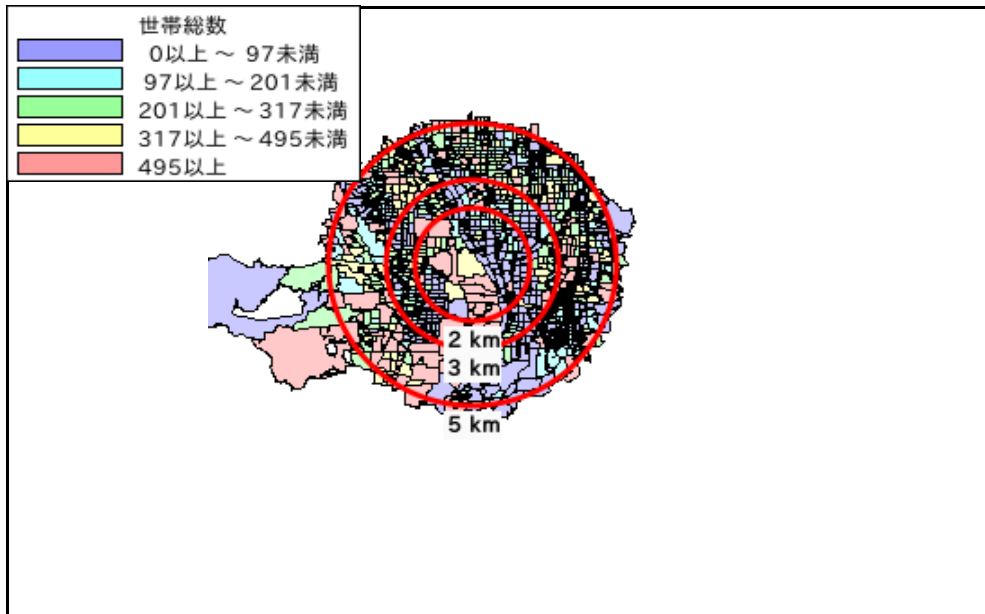 世帯総数
0以上 ～ 97未満
97以上 ～ 201未満
201以上 ～ 317未満
317以上 ～ 495未満
495以上
2 km
3 km
5 km